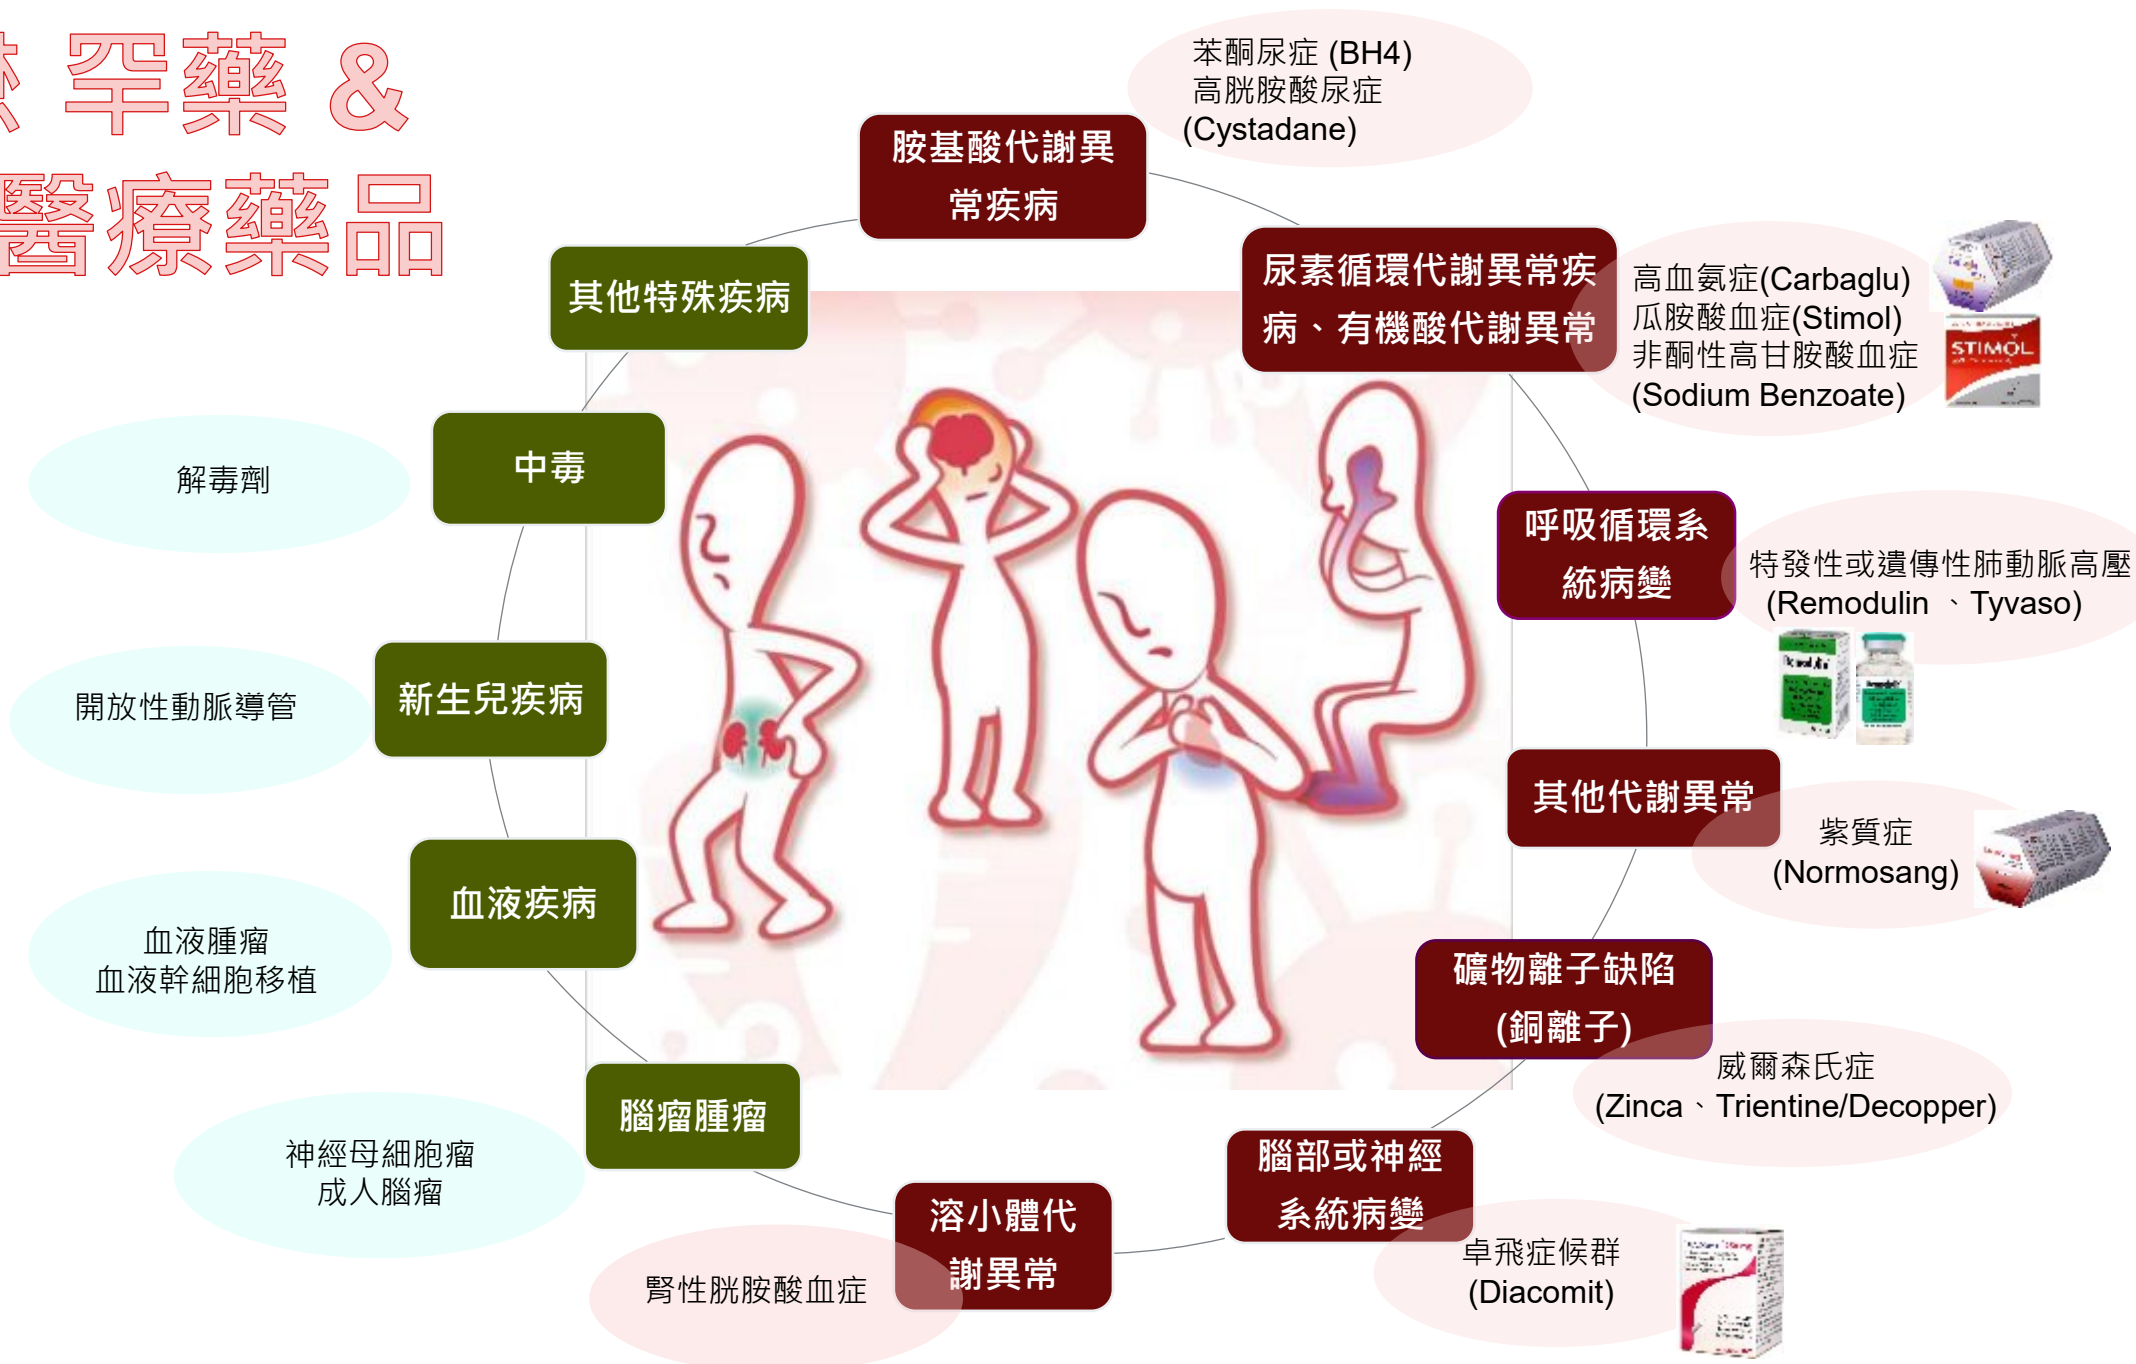 罕藥 &
醫療藥品
苯酮尿症 (BH4)
高胱胺酸尿症
(Cystadane)
胺基酸代謝異
常疾病
尿素循環代謝異常疾
病、有機酸代謝異常
高血氨症(Carbaglu)
瓜胺酸血症(Stimol)
非酮性高甘胺酸血症
(Sodium Benzoate)
STIMOL
呼吸循環系
統病變
特發性或遺傳性肺動脈高壓
(Remodulin 、Tyvaso)
Remodulin
其他代謝異常
紫質症
(Normosang)
礦物離子缺陷
(銅離子)
威爾森氏症
(Zinca、Trientine/Decopper)
腦部或神經
系統病變
卓飛症候群
(Diacomit)
溶小體代
謝異常
腎性胱胺酸血症
腦瘤腫瘤
神經母細胞瘤
成人腦瘤
血液疾病
血液腫瘤
血液幹細胞移植
新生兒疾病
開放性動脈導管
中毒
解毒劑
其他特殊疾病